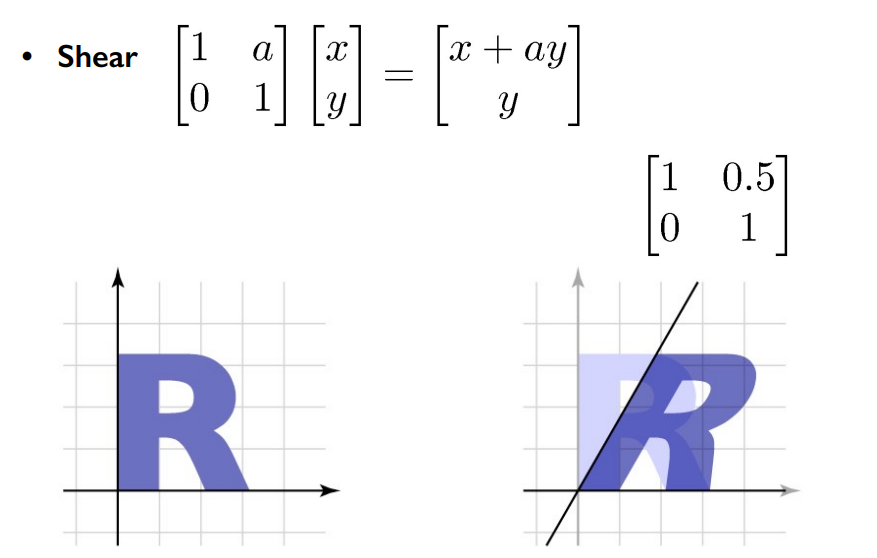 • Shear [1 a; 0 1] [x; y] = [x + ay; y]
[1 0.5; 0 1]
R
R R